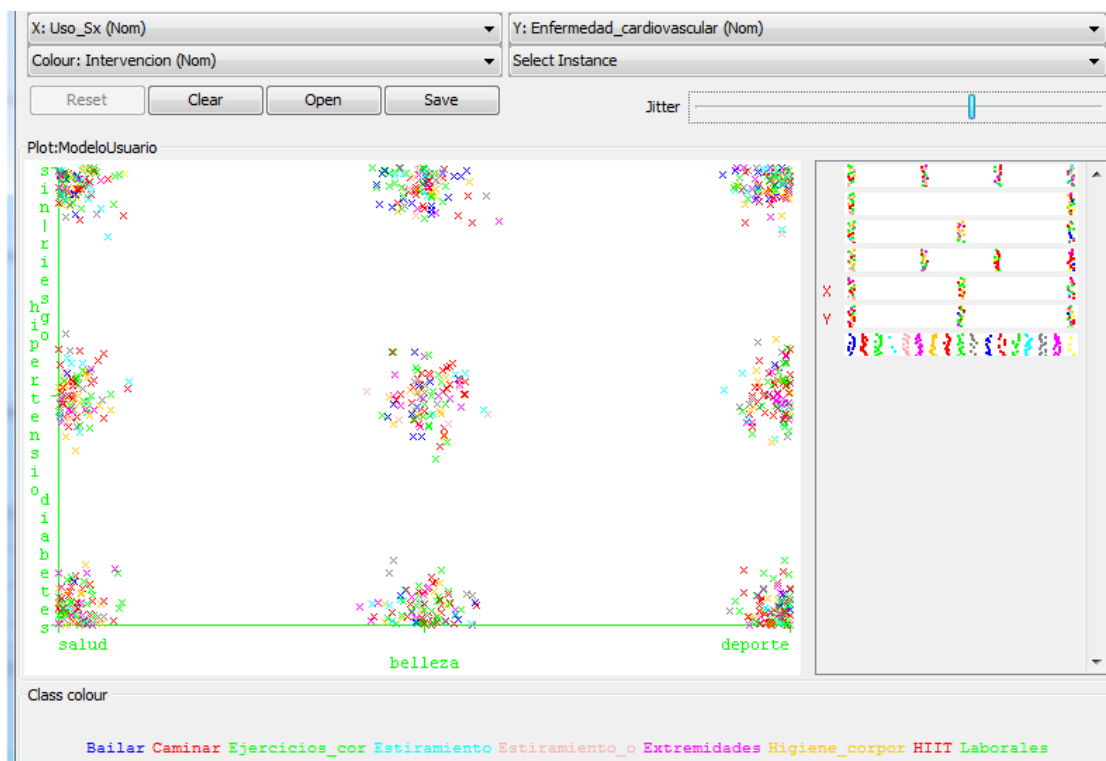 X: Uso_Sx (Nom)
Y: Enfermedad_cardiovascular (Nom)
Colour: Intervencion (Nom)
Select Instance
Reset
Clear
Open
Save
Jitter
Plot:ModeloUsuario
sin_riesgo
hipertensio
diabetes
salud
belleza
deporte
X
Y
Class colour
Bailar Caminar Ejercicios_cor Estiramiento Estiramiento_o Extremidades Higiene_corpor HIIT Laborales